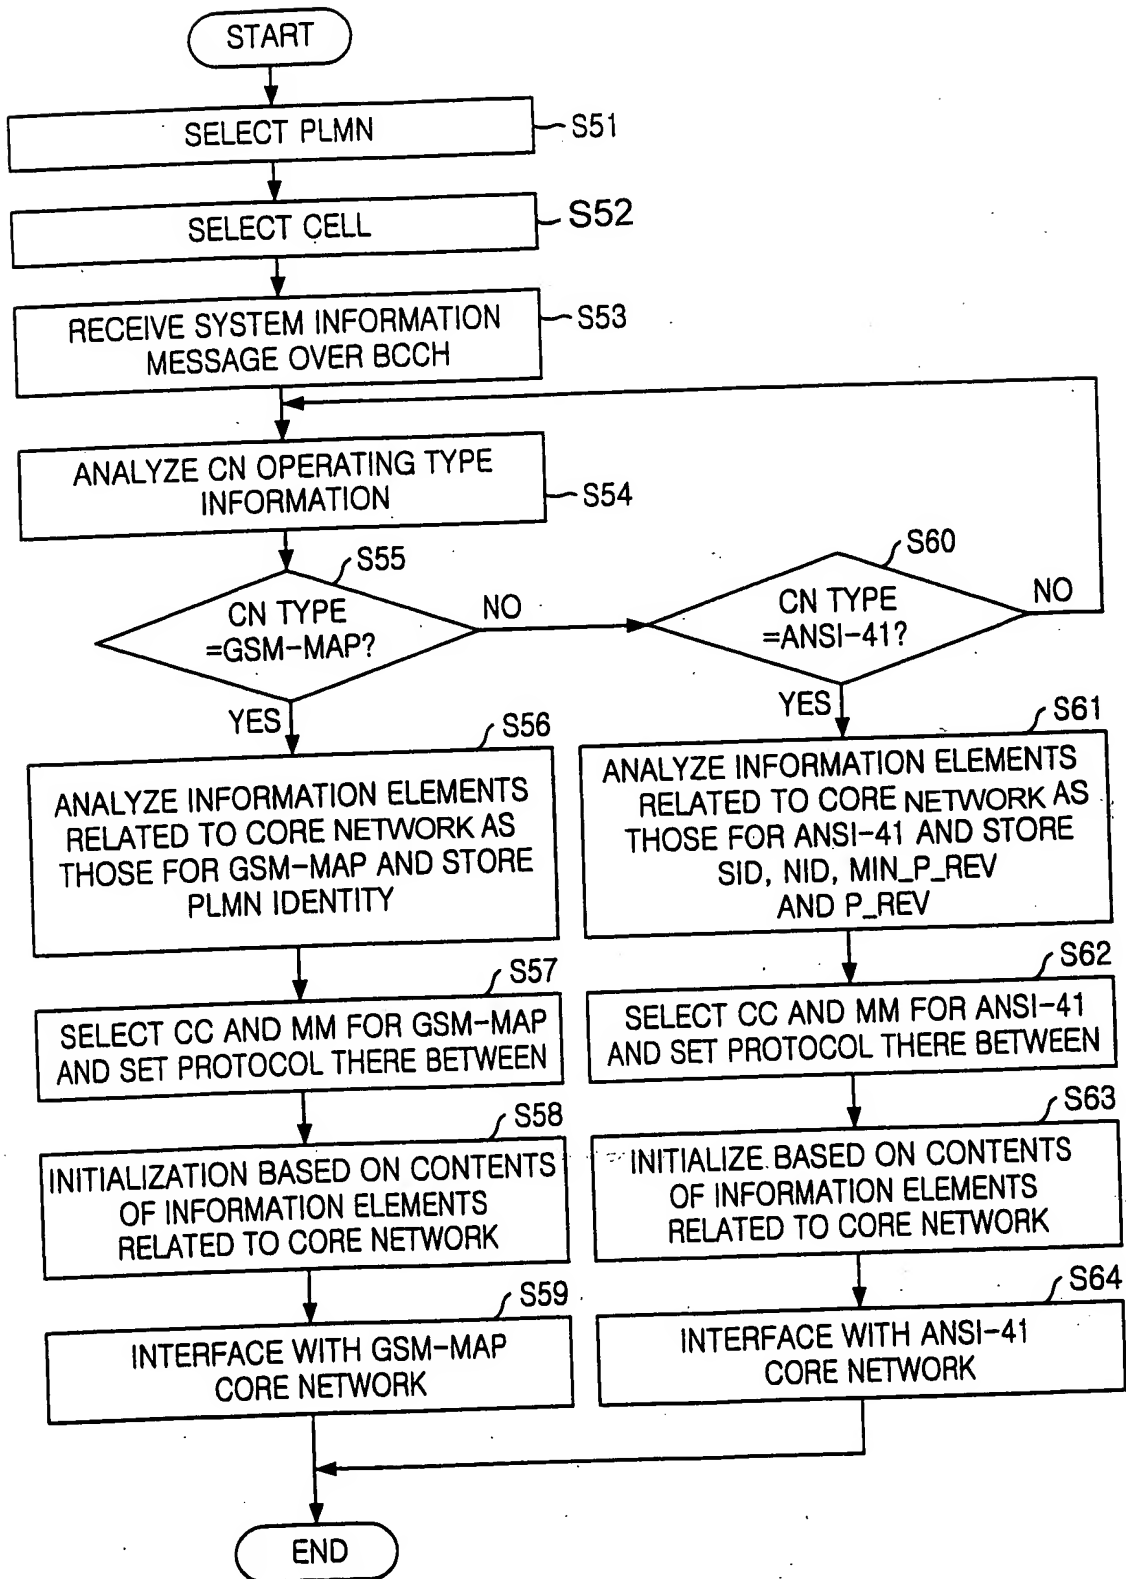 START
SELECT PLMN
S51
SELECT CELL
S52
RECEIVE SYSTEM INFORMATION
MESSAGE OVER BCCH
S53
ANALYZE CN OPERATING TYPE
INFORMATION
S54
S55
CN TYPE
=GSM-MAP?
NO
YES
S60
CN TYPE
=ANSI-41?
NO
YES
S56
ANALYZE INFORMATION ELEMENTS
RELATED TO CORE NETWORK AS
THOSE FOR GSM-MAP AND STORE
PLMN IDENTITY
S61
ANALYZE INFORMATION ELEMENTS
RELATED TO CORE NETWORK AS
THOSE FOR ANSI-41 AND STORE
SID, NID, MIN_P_REV
AND P_REV
S57
SELECT CC AND MM FOR GSM-MAP
AND SET PROTOCOL THERE BETWEEN
S62
SELECT CC AND MM FOR ANSI-41
AND SET PROTOCOL THERE BETWEEN
S58
INITIALIZATION BASED ON CONTENTS
OF INFORMATION ELEMENTS
RELATED TO CORE NETWORK
S63
INITIALIZE BASED ON CONTENTS
OF INFORMATION ELEMENTS
RELATED TO CORE NETWORK
S59
INTERFACE WITH GSM-MAP
CORE NETWORK
S64
INTERFACE WITH ANSI-41
CORE NETWORK
END